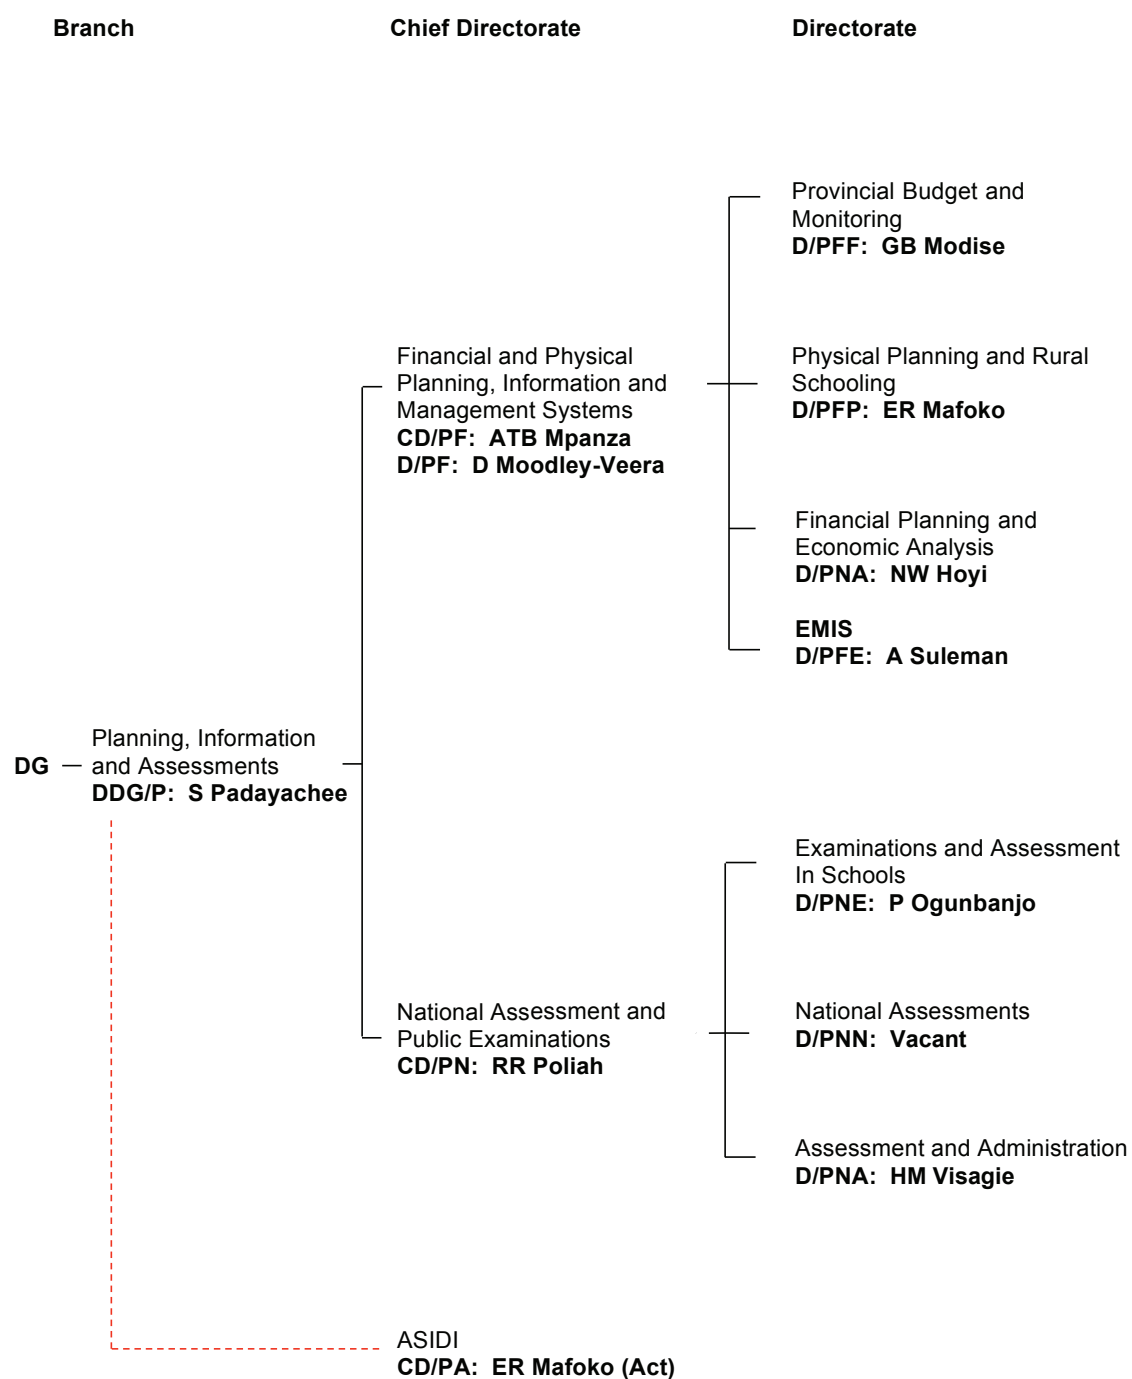 Branch
Chief Directorate
Directorate
Provincial Budget and
Monitoring
D/PFF: GB Modise
Financial and Physical
Planning, Information and
Management Systems
CD/PF: ATB Mpanza
D/PF: D Moodley-Veera
Physical Planning and Rural
Schooling
D/PFP: ER Mafoko
Financial Planning and
Economic Analysis
D/PNA: NW Hoyi
EMIS
D/PFE: A Suleman
DG
Planning, Information
and Assessments
DDG/P: S Padayachee
Examinations and Assessment
In Schools
D/PNE: P Ogunbanjo
National Assessment and
Public Examinations
CD/PN: RR Poliah
National Assessments
D/PNN: Vacant
Assessment and Administration
D/PNA: HM Visagie
ASIDI
CD/PA: ER Mafoko (Act)